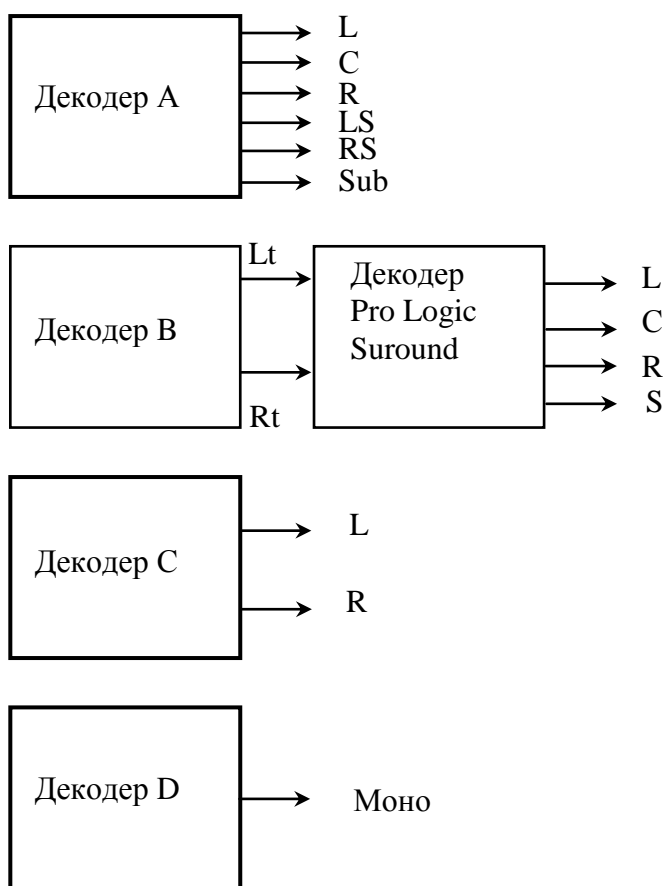 Декодер А
L
C
R
LS
RS
Sub
Декодер В
Lt
Rt
Декодер
Pro Logic
Suround
L
C
R
S
Декодер С
L
R
Декодер D
Моно